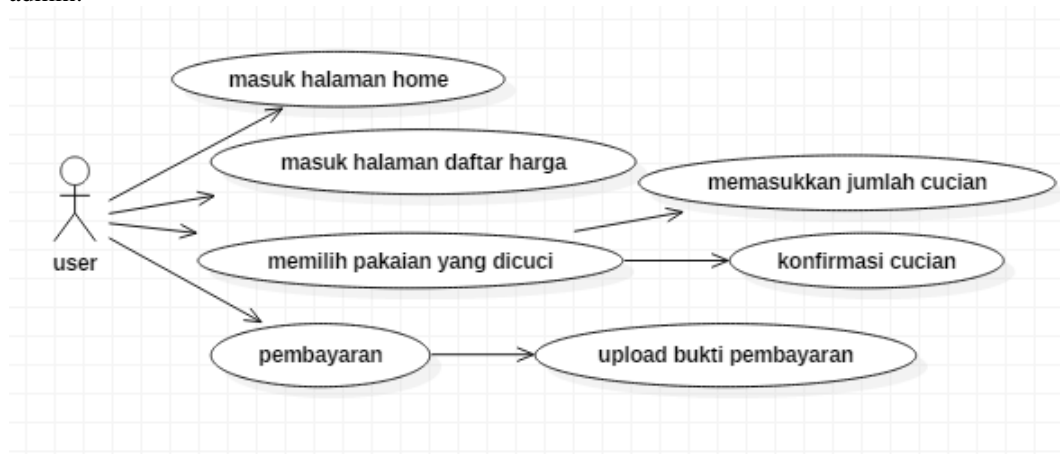 masuk halaman home
masuk halaman daftar harga
memasukkan jumlah cucian
user
memilih pakaian yang dicuci
konfirmasi cucian
pembayaran
upload bukti pembayaran